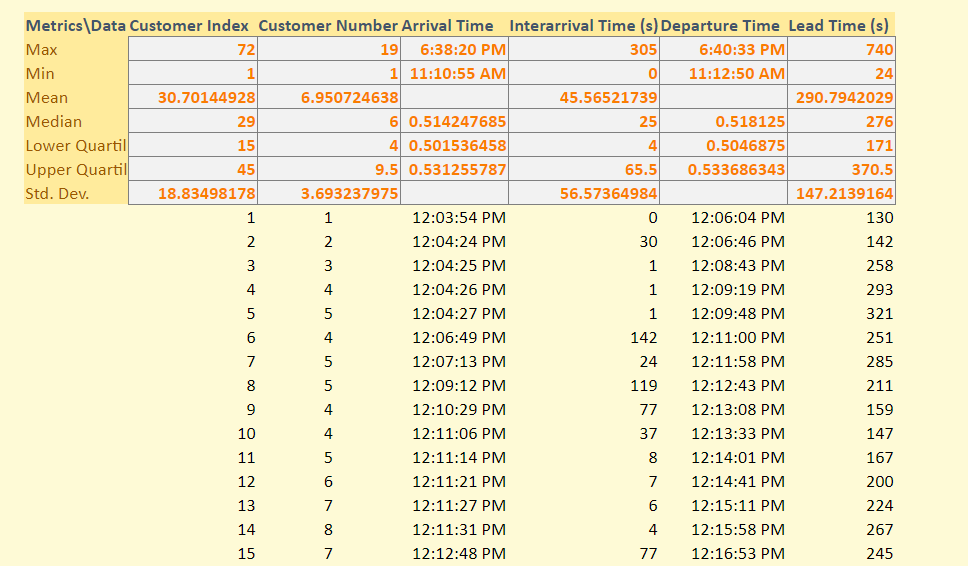 Metrics\Data Customer Index Customer Number Arrival Time Interarrival Time (s) Departure Time Lead Time (s)
Max 72 19 6:38:20 PM 305 6:40:33 PM 740
Min 1 1 11:10:55 AM 0 11:12:50 AM 24
Mean 30.70144928 6.950724638 45.56521739 290.7942029
Median 29 6 0.514247685 25 0.518125 276
Lower Quartil 15 4 0.501536458 4 0.5046875 171
Upper Quartil 45 9.5 0.531255787 65.5 0.533686343 370.5
Std. Dev. 18.83498178 3.693237975 56.57364984 147.2139164
1 1 12:03:54 PM 0 12:06:04 PM 130
2 2 12:04:24 PM 30 12:06:46 PM 142
3 3 12:04:25 PM 1 12:08:43 PM 258
4 4 12:04:26 PM 1 12:09:19 PM 293
5 5 12:04:27 PM 1 12:09:48 PM 321
6 4 12:06:49 PM 142 12:11:00 PM 251
7 5 12:07:13 PM 24 12:11:58 PM 285
8 5 12:09:12 PM 119 12:12:43 PM 211
9 4 12:10:29 PM 77 12:13:08 PM 159
10 4 12:11:06 PM 37 12:13:33 PM 147
11 5 12:11:14 PM 8 12:14:01 PM 167
12 6 12:11:21 PM 7 12:14:41 PM 200
13 7 12:11:27 PM 6 12:15:11 PM 224
14 8 12:11:31 PM 4 12:15:58 PM 267
15 7 12:12:48 PM 77 12:16:53 PM 245